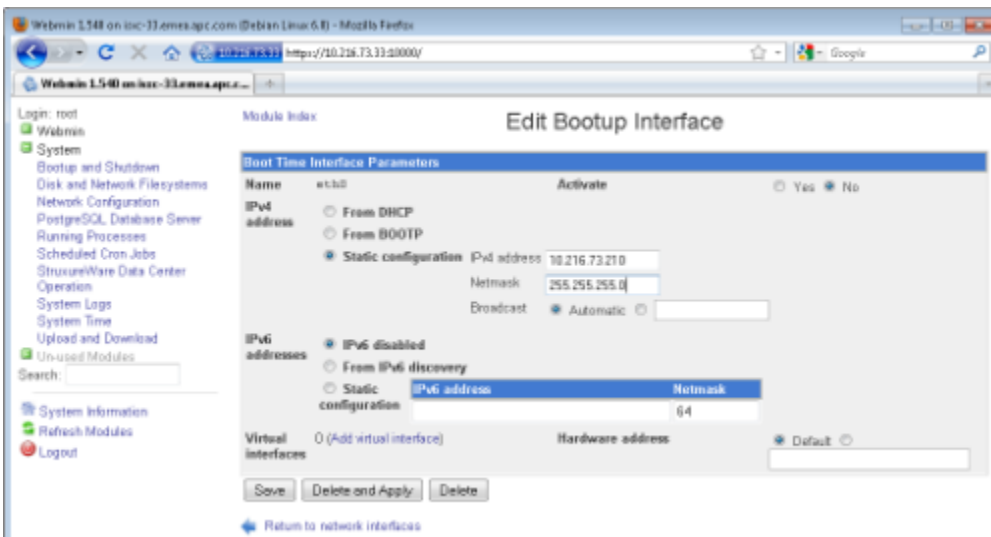 Webmin 1.540 on isxc-33.emea.apc.com (Debian Linux 6.0) - Mozilla Firefox
10.216.73.33 https://10.216.73.33:10000/
Google
Webmin 1.540 on isxc-33.emea.apc.c...
Login: root
Webmin
System
Bootup and Shutdown
Disk and Network Filesystems
Network Configuration
PostgreSQL Database Server
Running Processes
Scheduled Cron Jobs
StruxureWare Data Center
Operation
System Logs
System Time
Upload and Download
Un-used Modules
Search:
System Information
Refresh Modules
Logout
Module Index
Edit Bootup Interface
Boot Time Interface Parameters
Name eth0 Activate Yes No
IPv4 address
From DHCP
From BOOTP
Static configuration IPv4 address 10.216.73.210
Netmask 255.255.255.0
Broadcast Automatic
IPv6 addresses
IPv6 disabled
From IPv6 discovery
Static configuration
IPv6 address Netmask
64
Virtual interfaces 0 (Add virtual interface) Hardware address Default
Save Delete and Apply Delete
Return to network interfaces